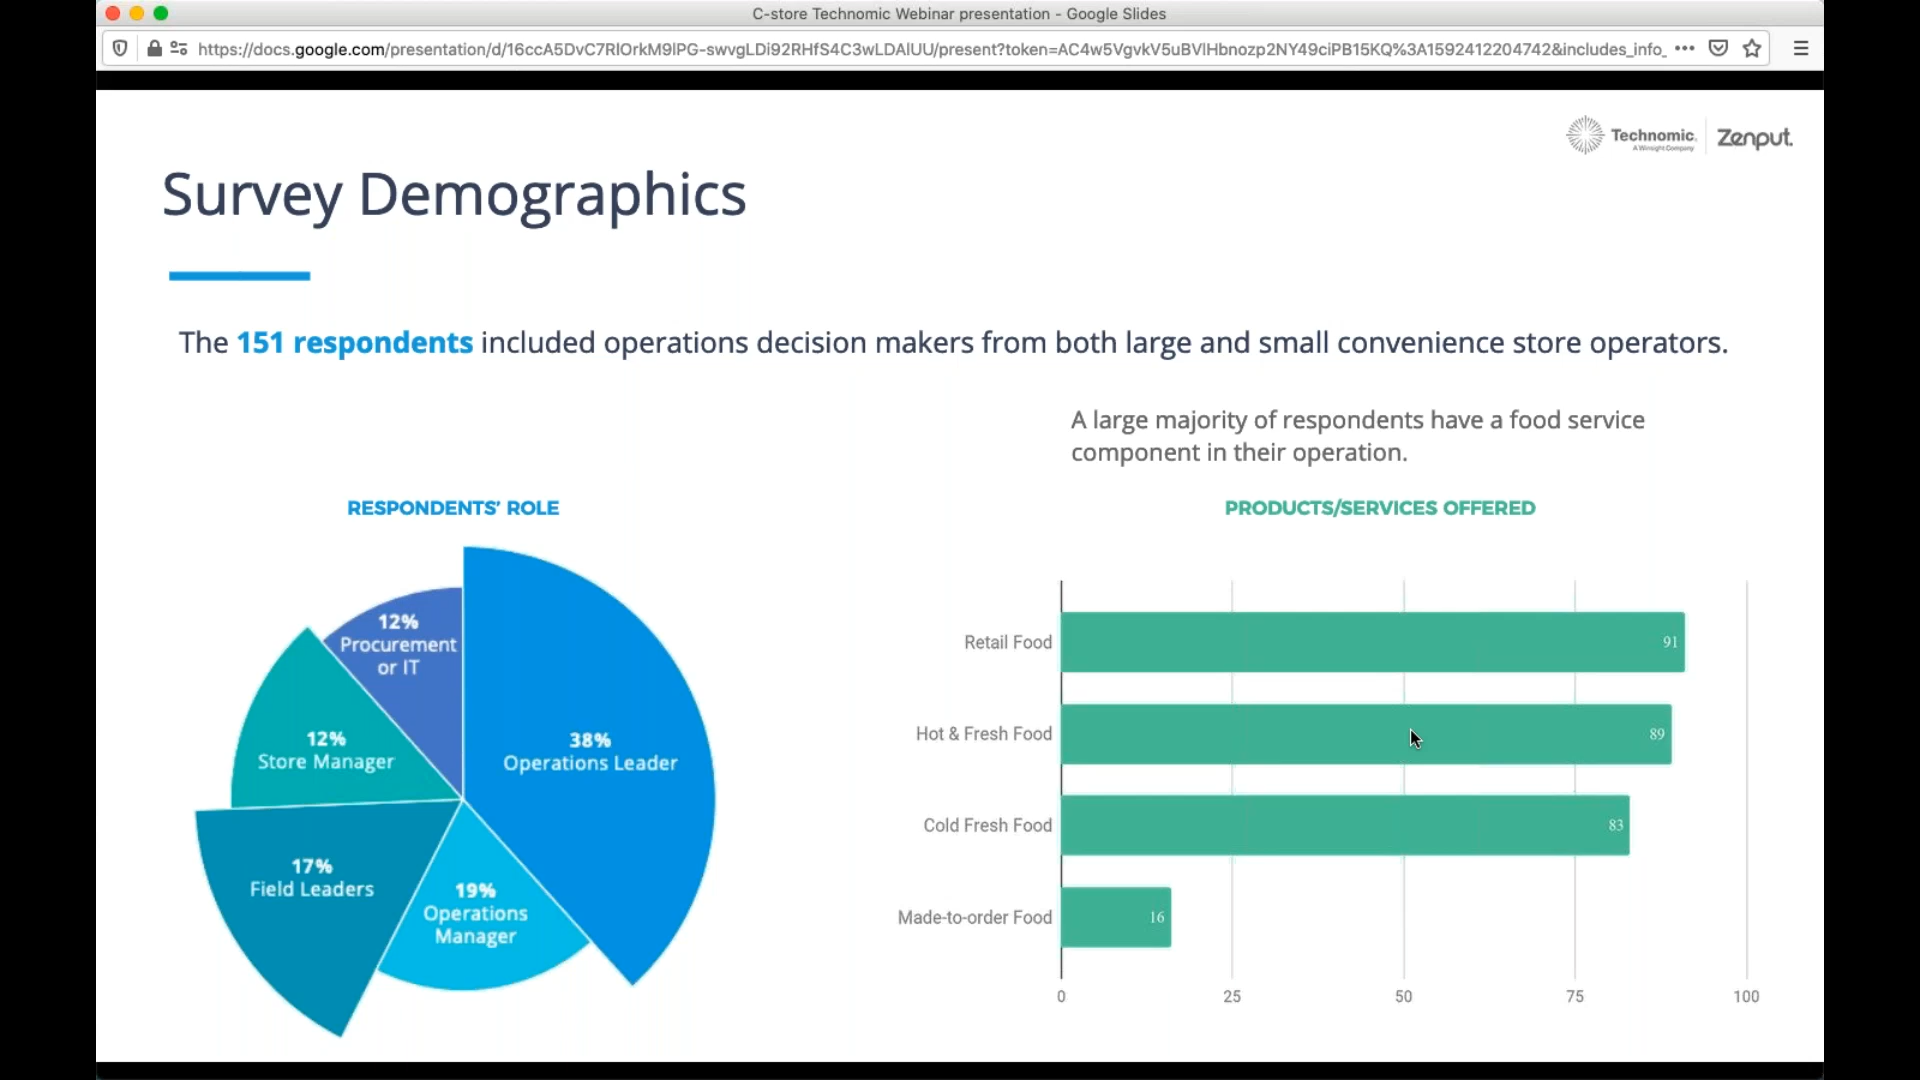 C-store Technomic Webinar presentation - Google Slides
https://docs.google.com/presentation/d/16ccA5DvC7RlOrkM9lPG-swvgLDi92RHfS4C3wLDAlUU/present?token=AC4w5VgvkV5uBVlHbnozp2NY49ciPB15KQ%3A1592412204742&includes_info_
Technomic.
A Winsight Company
Zenput.
Survey Demographics
The 151 respondents included operations decision makers from both large and small convenience store operators.
A large majority of respondents have a food service
component in their operation.
RESPONDENTS' ROLE
12%
Procurement
or IT
12%
Store Manager
38%
Operations Leader
17%
Field Leaders
19%
Operations
Manager
PRODUCTS/SERVICES OFFERED
Retail Food
91
Hot & Fresh Food
89
Cold Fresh Food
83
Made-to-order Food
16
0
25
50
75
100